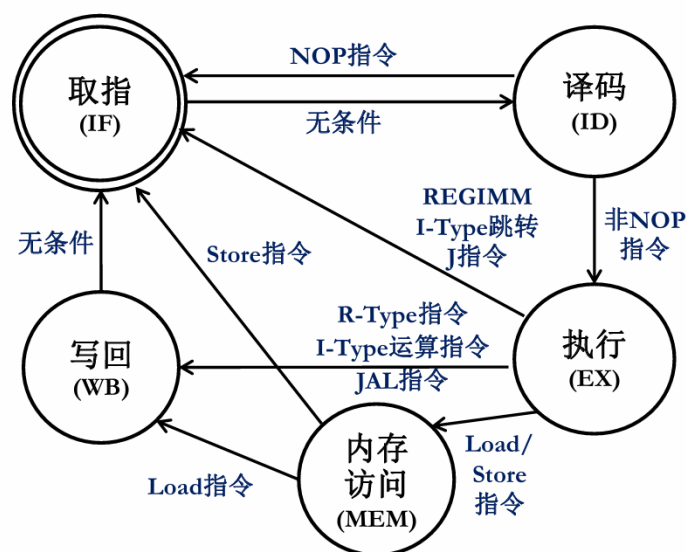 NOP指令
取指
(IF)
译码
(ID)
无条件
REGIMM
I-Type跳转
J指令
非NOP
指令
无条件
Store指令
R-Type指令
I-Type运算指令
JAL指令
写回
(WB)
执行
(EX)
内存
访问
(MEM)
Load/
Store
指令
Load指令